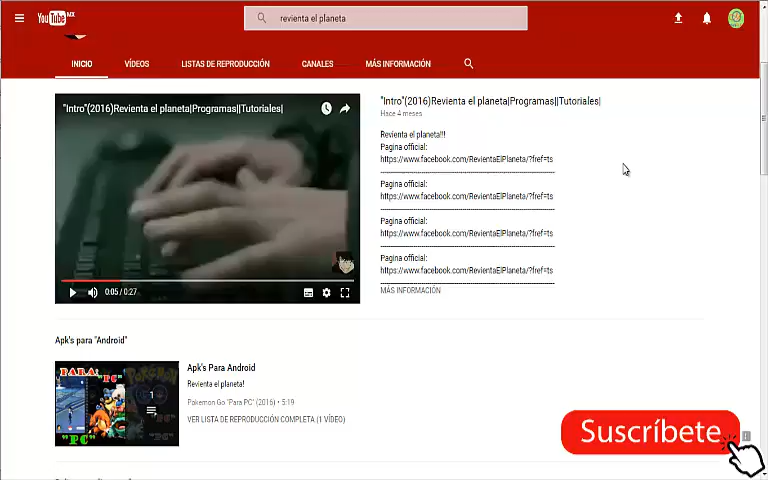 YouTube MX
revienta el planeta
INICIO VÍDEOS LISTAS DE REPRODUCCIÓN CANALES MÁS INFORMACIÓN
"Intro"(2016)Revienta el planeta|Programas||Tutoriales|
0:05 / 0:27
"Intro"(2016)Revienta el planeta|Programas||Tutoriales|
Hace 4 meses
Revienta el planeta!!!
Pagina official:
https://www.facebook.com/RevientaElPlaneta/?fref=ts
Pagina official:
https://www.facebook.com/RevientaElPlaneta/?fref=ts
Pagina official:
https://www.facebook.com/RevientaElPlaneta/?fref=ts
Pagina official:
https://www.facebook.com/RevientaElPlaneta/?fref=ts
MÁS INFORMACIÓN
Apk's para "Android"
PARA! "PC" Pokémon
1
"PC" "PC"
Apk's Para Android
Revienta el planeta!
Pokemon Go "Para PC" (2016) • 5:19
VER LISTA DE REPRODUCCIÓN COMPLETA (1 VÍDEO)
Suscríbete